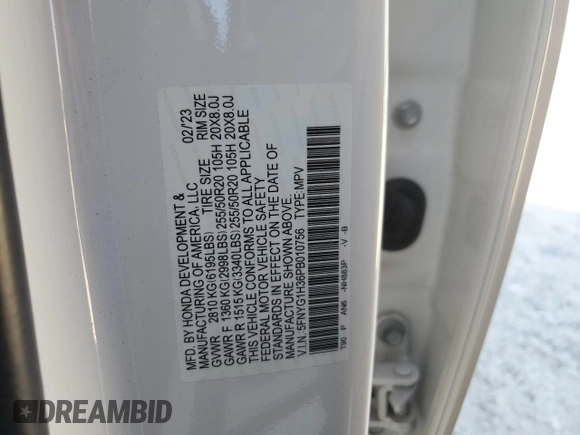 MFD. BY HONDA DEVELOPMENT & 02/'23
MANUFACTURING OF AMERICA, LLC
GVWR 2810 KG(6195LBS) TIRE SIZE RIM SIZE
GAWR F 1360 KG(2998LBS) 255/50R20 105H 20X8.0J
GAWR R 1515 KG(3340LBS) 255/50R20 105H 20X8.0J
THIS VEHICLE CONFORMS TO ALL APPLICABLE
FEDERAL MOTOR VEHICLE SAFETY
STANDARDS IN EFFECT ON THE DATE OF
MANUFACTURE SHOWN ABOVE.
V.I.N.: 5FNYG1H36PB010756 TYPE: MPV
T90 P AN6 -NH883P -V -B
DREAMBID